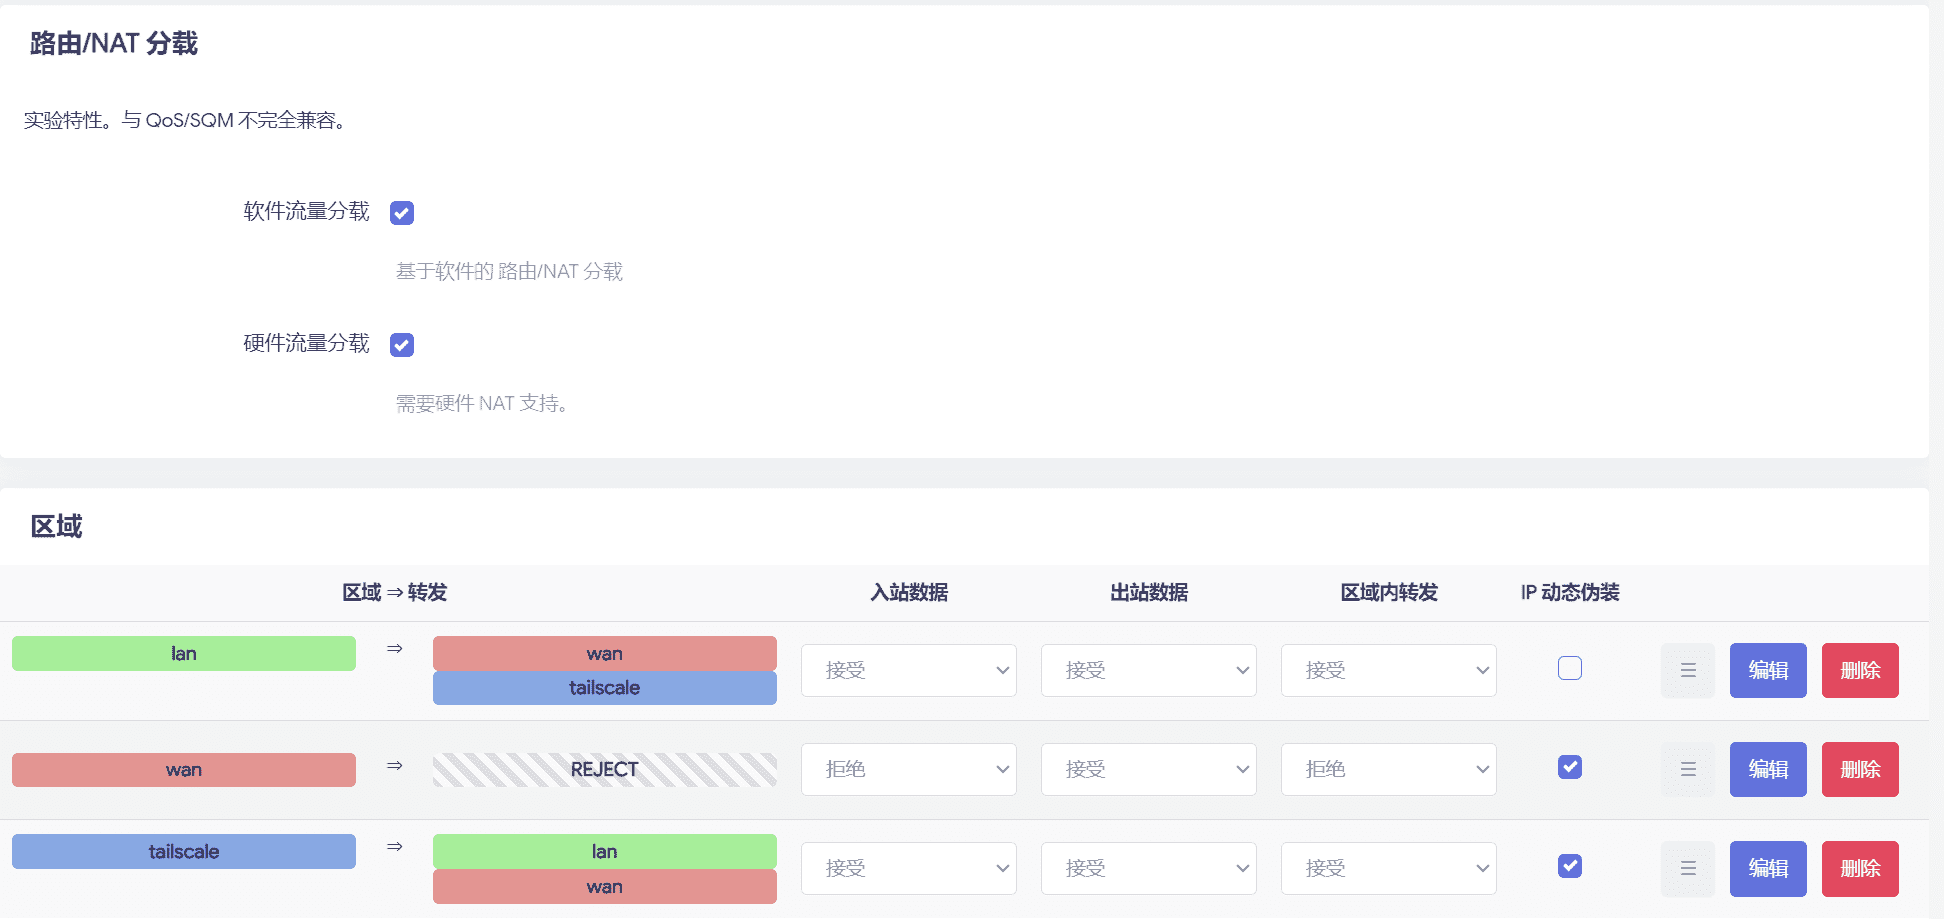 路由/NAT 分载
实验特性。与 QoS/SQM 不完全兼容。
软件流量分载
基于软件的 路由/NAT 分载
硬件流量分载
需要硬件 NAT 支持。
区域
区域 ⇒ 转发 入站数据 出站数据 区域内转发 IP 动态伪装
lan ⇒ wan 接受 接受 接受 编辑 删除
tailscale
wan ⇒ REJECT 拒绝 接受 拒绝 编辑 删除
tailscale ⇒ lan 接受 接受 接受 编辑 删除
wan